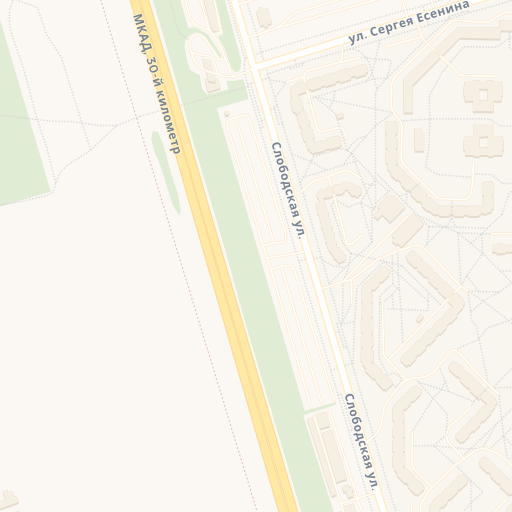 ул. Сергея Есенина
МКАД, 30-й километр
Слободская ул.
Слободская ул.